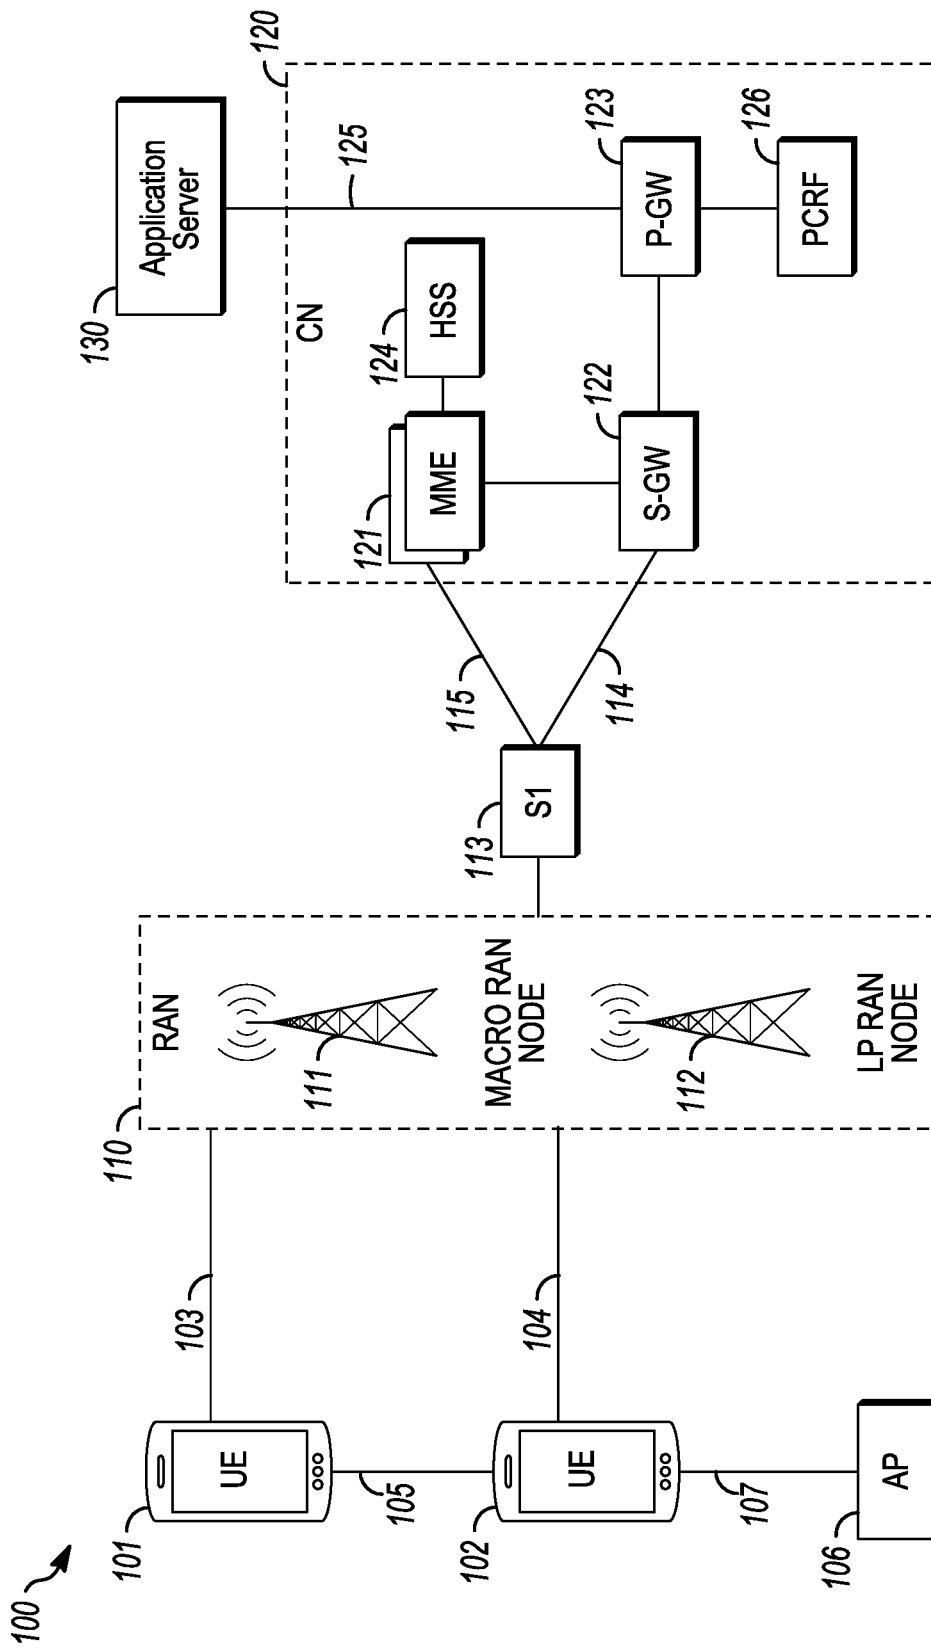 100
101
UE
103
105
102
UE
104
107
106
AP
110
RAN
111
MACRO RAN
NODE
112
LP RAN
NODE
113
S1
115
114
120
CN
121
MME
124
HSS
122
S-GW
123
P-GW
126
PCRF
125
130
Application
Server